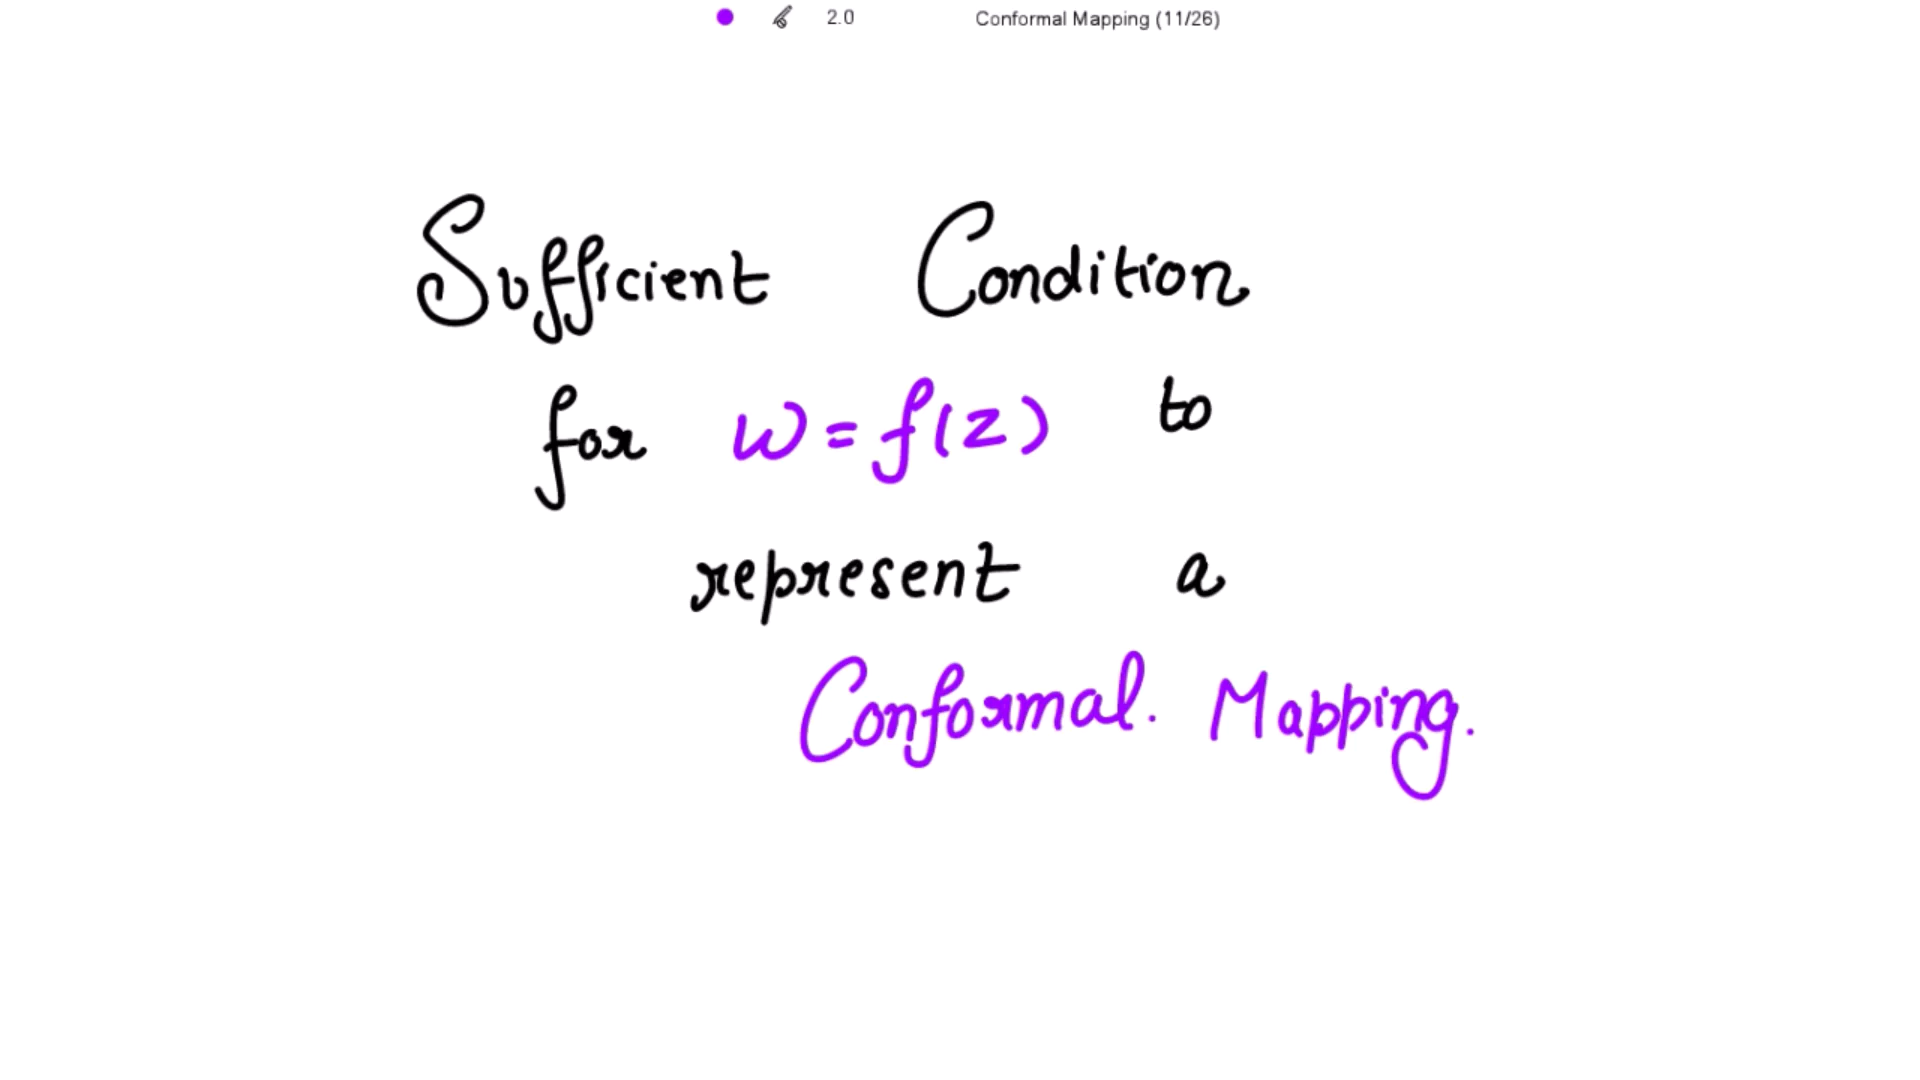 2.0 Conformal Mapping (11/26)
Sufficient Condition
for w = f(z) to
represent a
Conformal. Mapping.